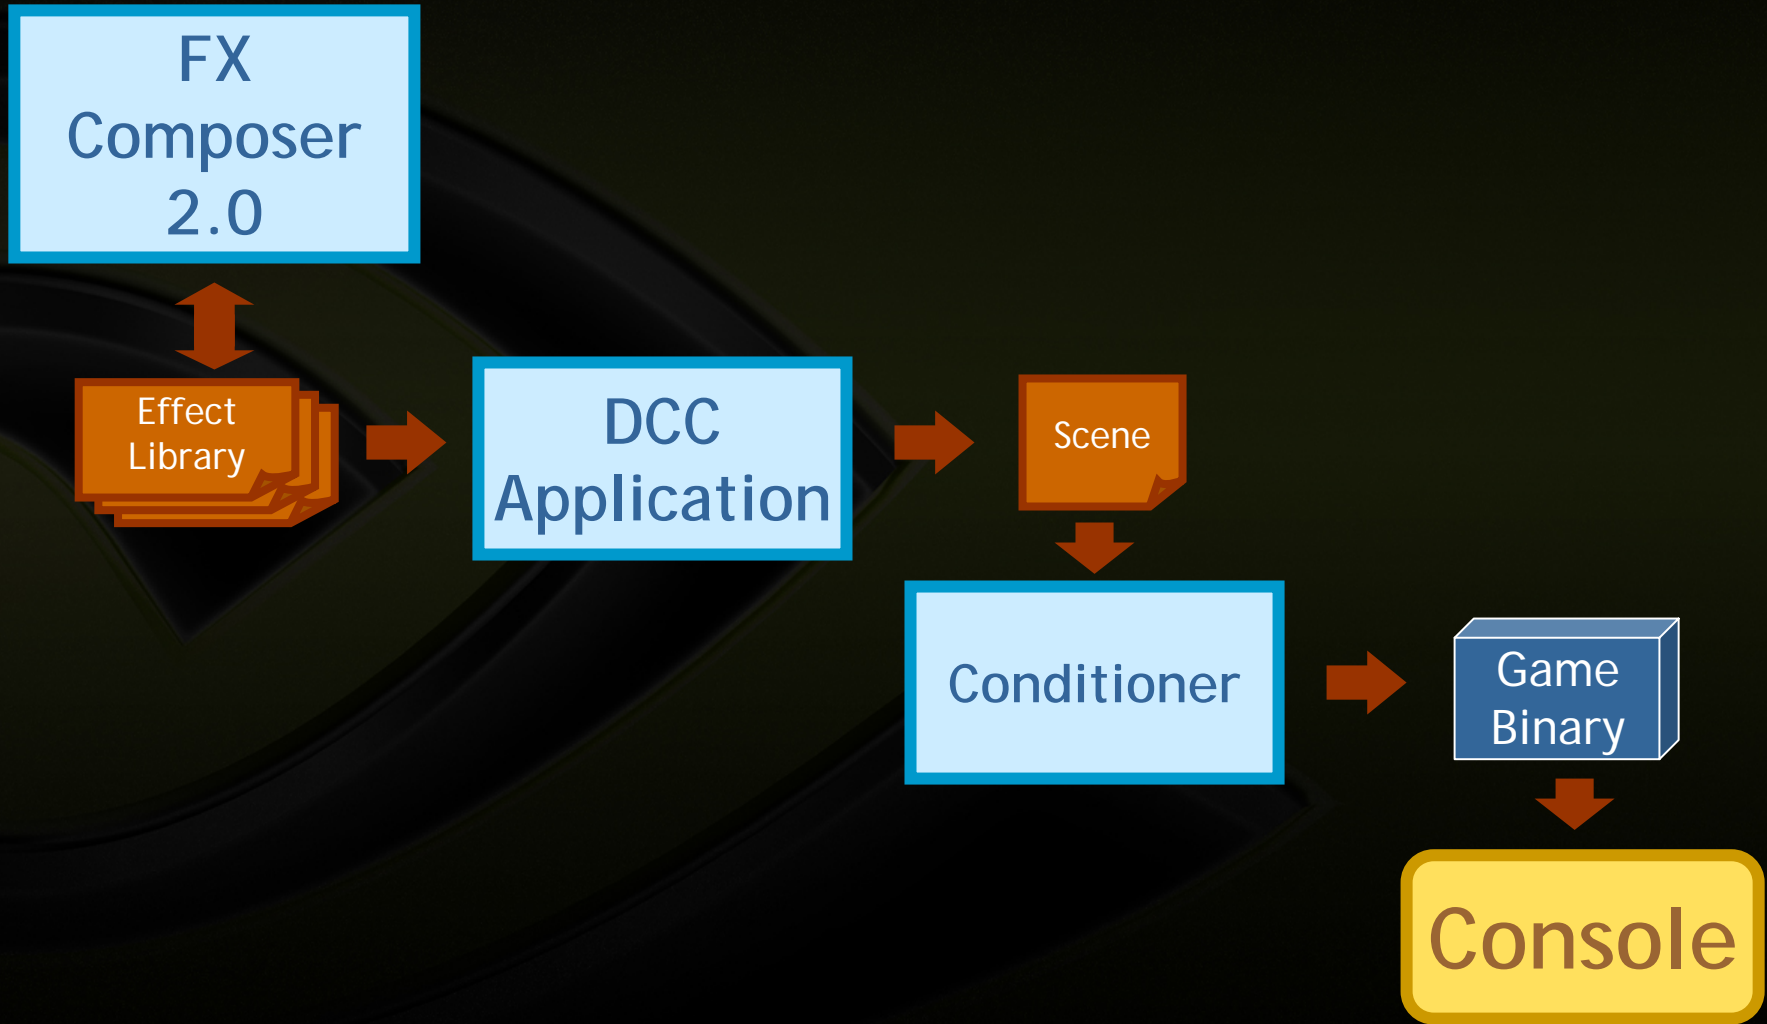 FX
Composer
2.0
Effect
Library
DCC
Application
Scene
Conditioner
Game
Binary
Console